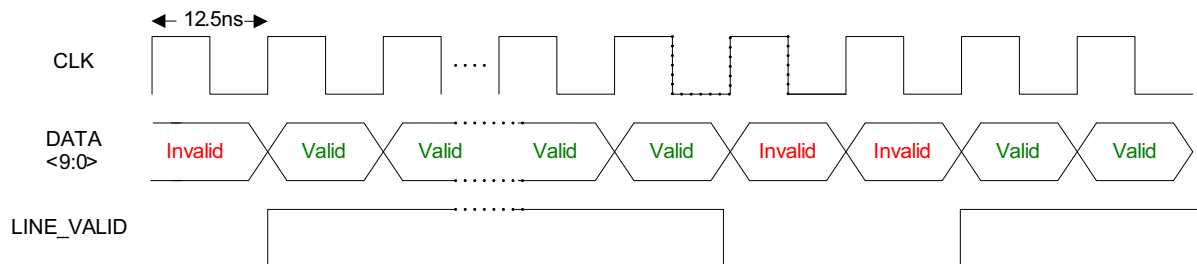 12.5ns
CLK
DATA
<9:0>
Invalid Valid Valid Valid Valid Invalid Invalid Valid Valid
LINE_VALID